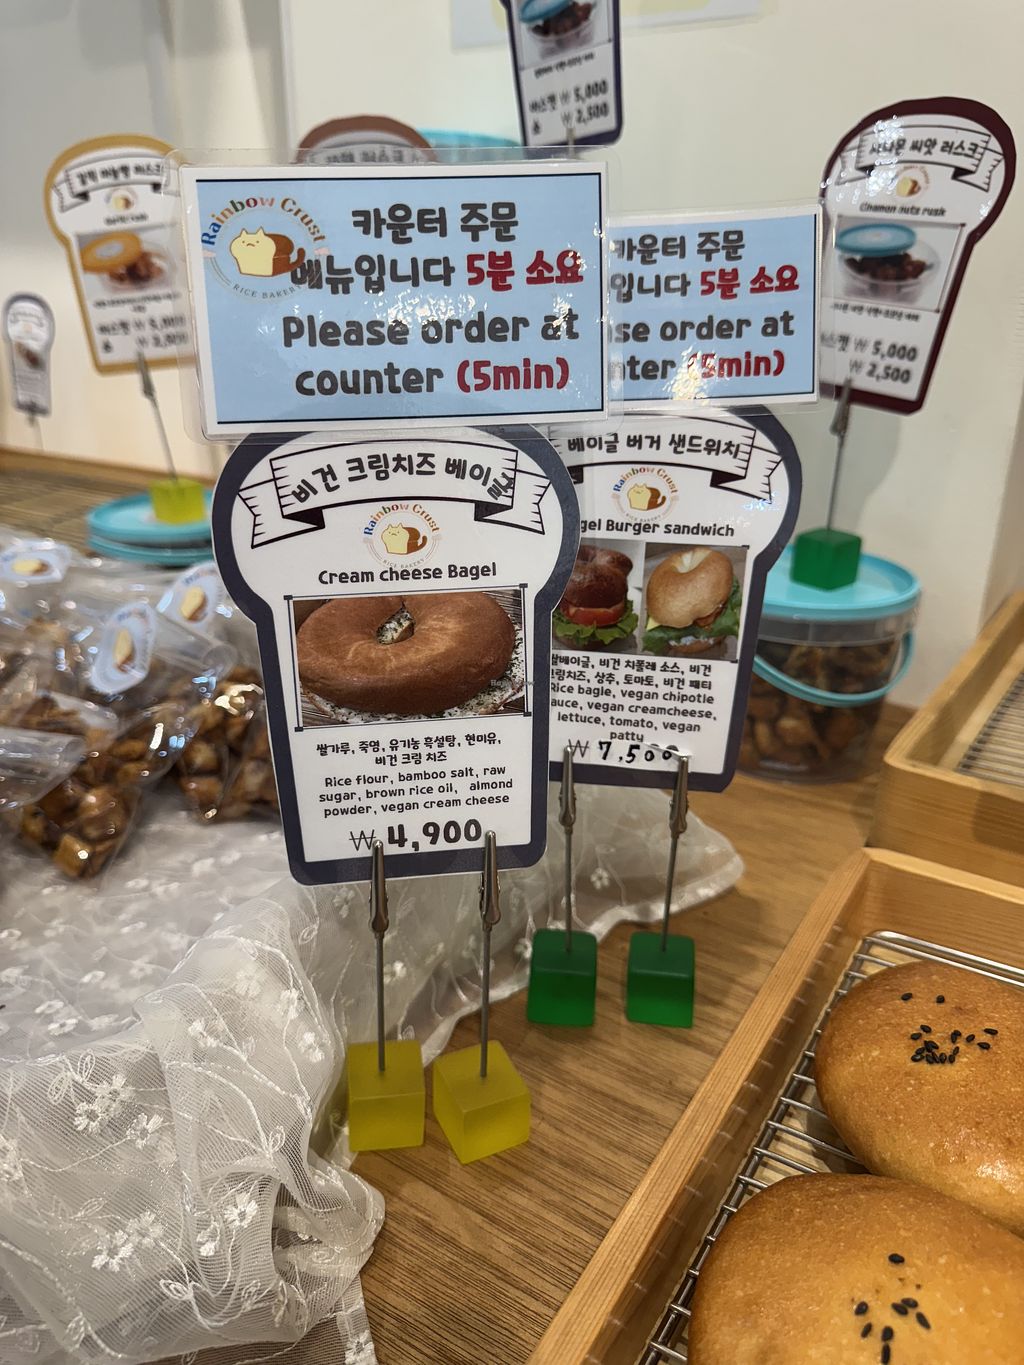 ₩ 5,000
₩ 2,500
시나몬 씨앗 러스크
Cinamon nuts rusk
₩ 5,000
₩ 2,500
Rainbow Crust
RICE BAKERY
카운터 주문
메뉴입니다 5분 소요
Please order at
counter (5min)
카운터 주문
입니다 5분 소요
se order at
nter (5min)
비건 크림치즈 베이글
Rainbow Crust
RICE BAKERY
Cream cheese Bagel
쌀가루, 죽염, 유기농 흑설탕, 현미유,
비건 크림 치즈
Rice flour, bamboo salt, raw
sugar, brown rice oil, almond
powder, vegan cream cheese
₩ 4,900
베이글 버거 샌드위치
Rainbow Crust
RICE BAKERY
gel Burger sandwich
쌀베이글, 비건 치폴레 소스, 비건
크림치즈, 상추, 토마토, 비건 패티
Rice bagle, vegan chipotle
auce, vegan creamcheese,
lettuce, tomato, vegan
patty
₩ 7,500